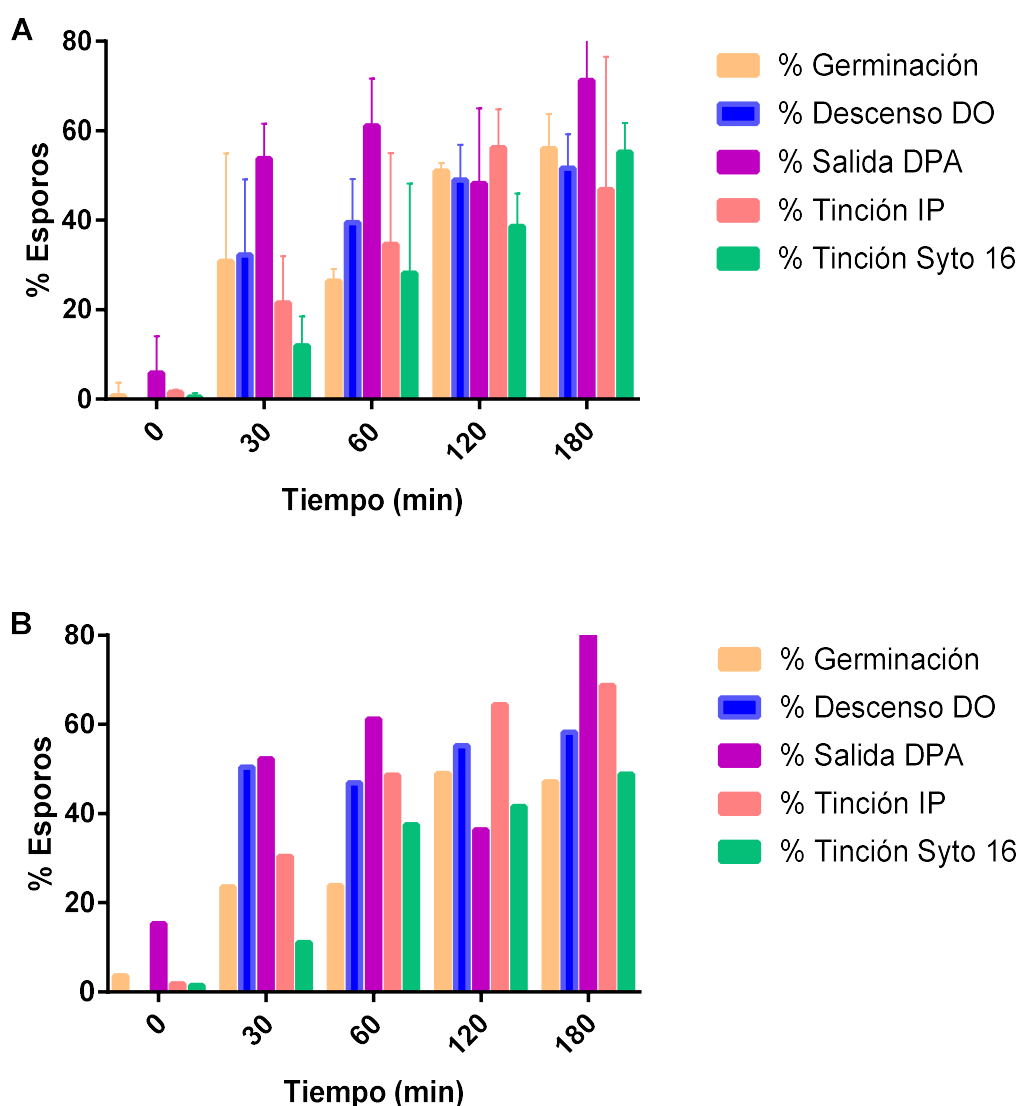 A
80
60
40
20
0
% Esporos
0
30
60
120
180
Tiempo (min)
% Germinación
% Descenso DO
% Salida DPA
% Tinción IP
% Tinción Syto 16
B
80
60
40
20
0
% Esporos
0
30
60
120
180
Tiempo (min)
% Germinación
% Descenso DO
% Salida DPA
% Tinción IP
% Tinción Syto 16